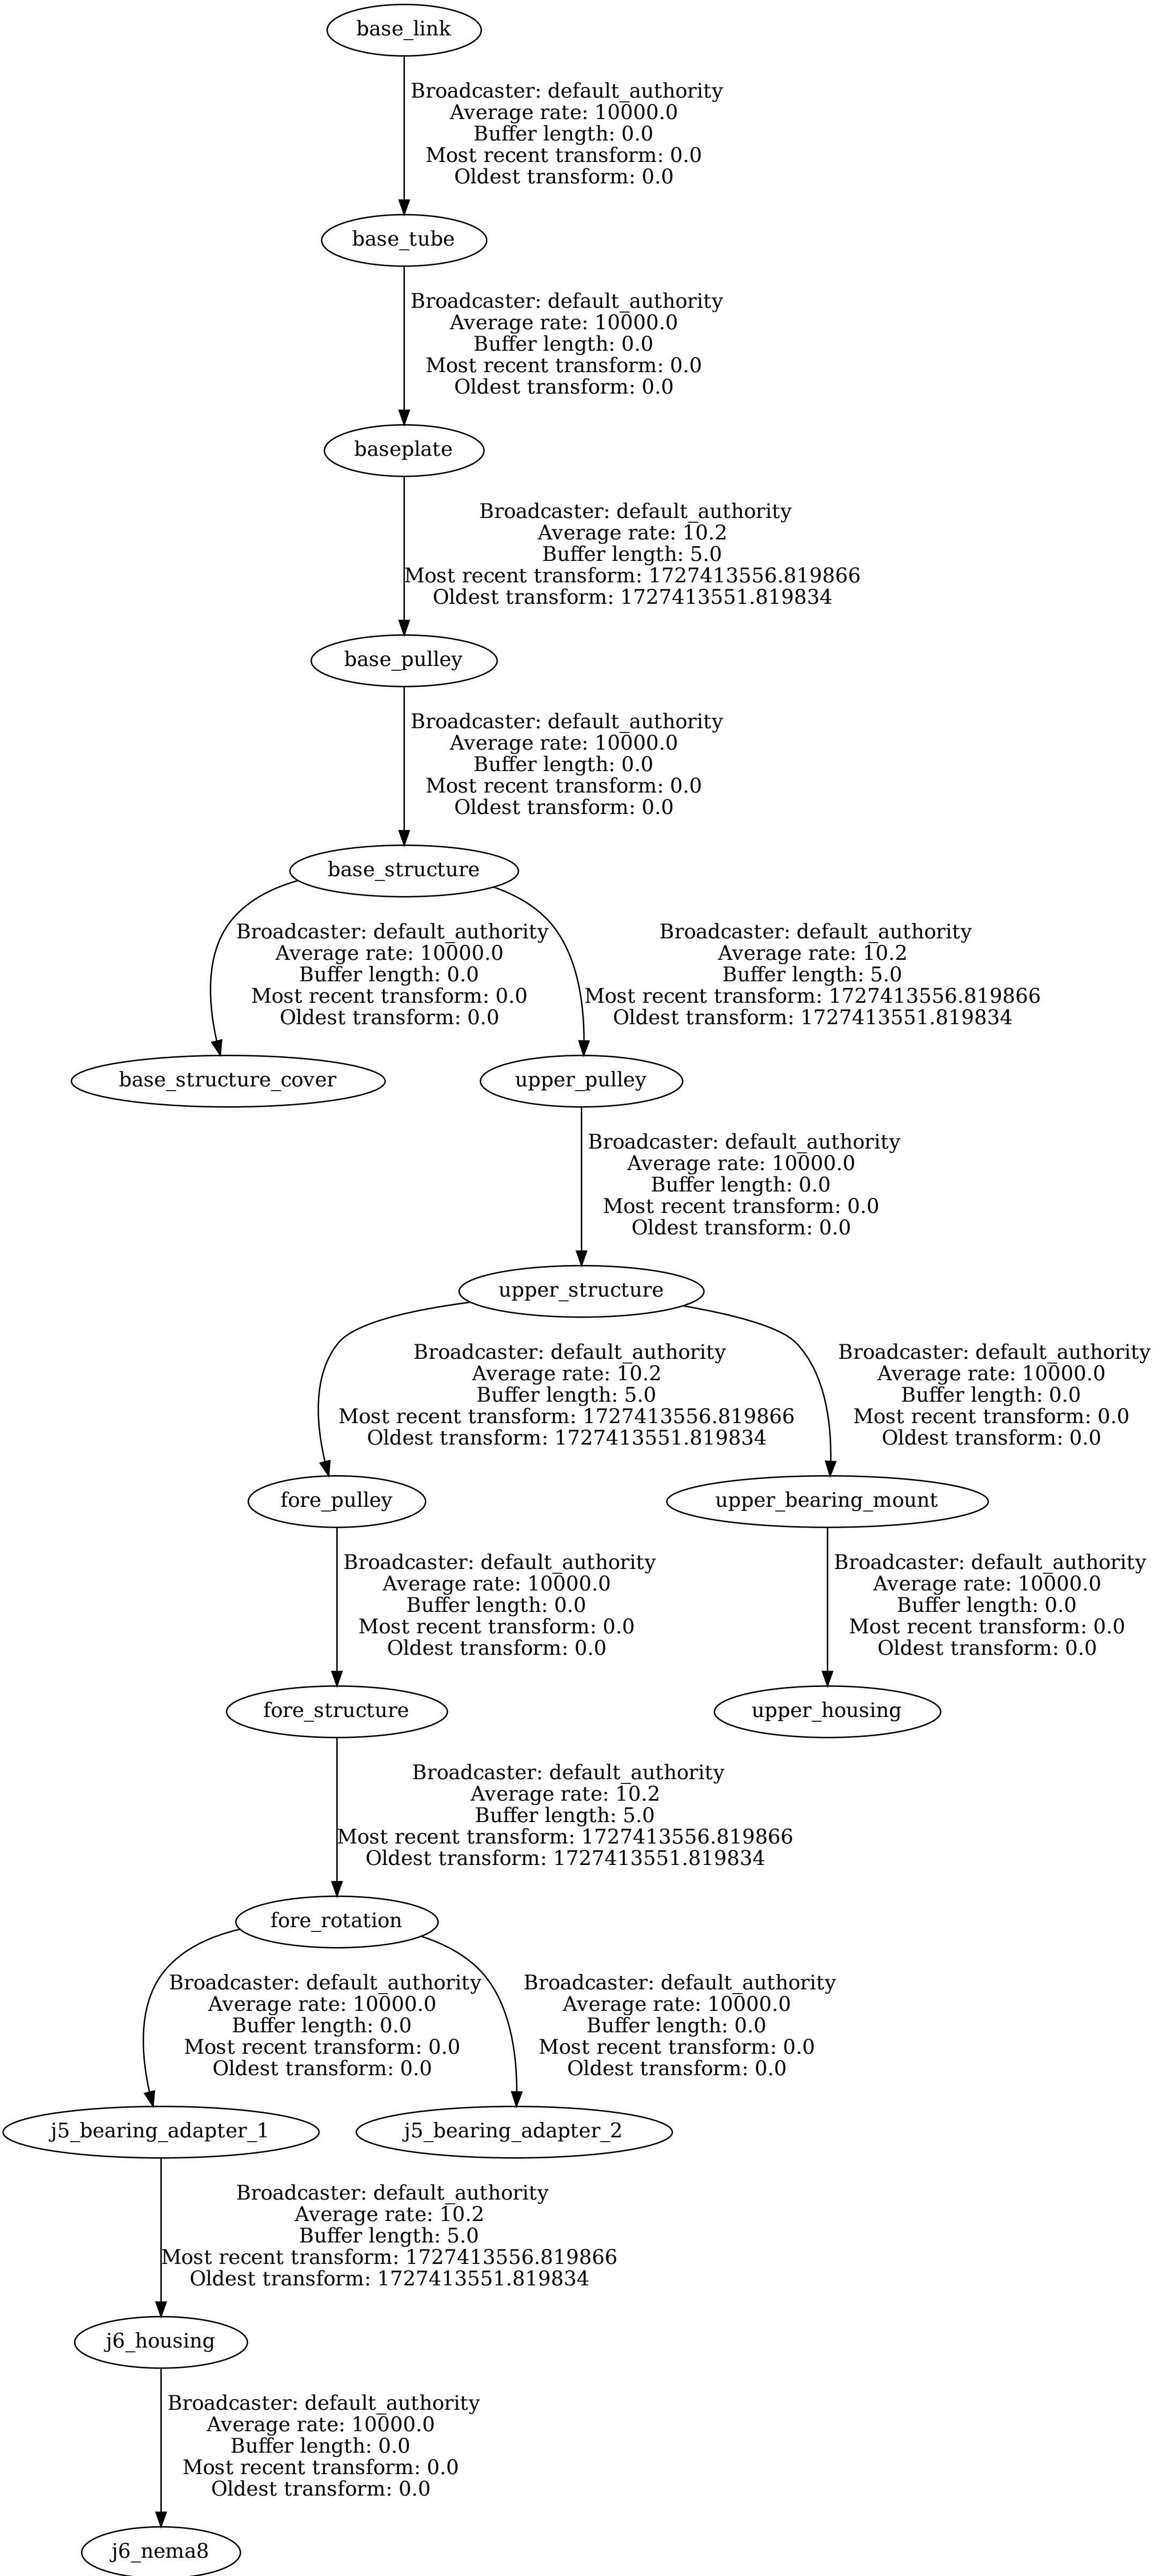 base_link
Broadcaster: default_authority
Average rate: 10000.0
Buffer length: 0.0
Most recent transform: 0.0
Oldest transform: 0.0
base_tube
Broadcaster: default_authority
Average rate: 10000.0
Buffer length: 0.0
Most recent transform: 0.0
Oldest transform: 0.0
baseplate
Broadcaster: default_authority
Average rate: 10.2
Buffer length: 5.0
Most recent transform: 1727413556.819866
Oldest transform: 1727413551.819834
base_pulley
Broadcaster: default_authority
Average rate: 10000.0
Buffer length: 0.0
Most recent transform: 0.0
Oldest transform: 0.0
base_structure
Broadcaster: default_authority
Average rate: 10000.0
Buffer length: 0.0
Most recent transform: 0.0
Oldest transform: 0.0
Broadcaster: default_authority
Average rate: 10.2
Buffer length: 5.0
Most recent transform: 1727413556.819866
Oldest transform: 1727413551.819834
base_structure_cover
upper_pulley
Broadcaster: default_authority
Average rate: 10000.0
Buffer length: 0.0
Most recent transform: 0.0
Oldest transform: 0.0
upper_structure
Broadcaster: default_authority
Average rate: 10.2
Buffer length: 5.0
Most recent transform: 1727413556.819866
Oldest transform: 1727413551.819834
Broadcaster: default_authority
Average rate: 10000.0
Buffer length: 0.0
Most recent transform: 0.0
Oldest transform: 0.0
fore_pulley
upper_bearing_mount
Broadcaster: default_authority
Average rate: 10000.0
Buffer length: 0.0
Most recent transform: 0.0
Oldest transform: 0.0
Broadcaster: default_authority
Average rate: 10000.0
Buffer length: 0.0
Most recent transform: 0.0
Oldest transform: 0.0
fore_structure
upper_housing
Broadcaster: default_authority
Average rate: 10.2
Buffer length: 5.0
Most recent transform: 1727413556.819866
Oldest transform: 1727413551.819834
fore_rotation
Broadcaster: default_authority
Average rate: 10000.0
Buffer length: 0.0
Most recent transform: 0.0
Oldest transform: 0.0
Broadcaster: default_authority
Average rate: 10000.0
Buffer length: 0.0
Most recent transform: 0.0
Oldest transform: 0.0
j5_bearing_adapter_1
j5_bearing_adapter_2
Broadcaster: default_authority
Average rate: 10.2
Buffer length: 5.0
Most recent transform: 1727413556.819866
Oldest transform: 1727413551.819834
j6_housing
Broadcaster: default_authority
Average rate: 10000.0
Buffer length: 0.0
Most recent transform: 0.0
Oldest transform: 0.0
j6_nema8